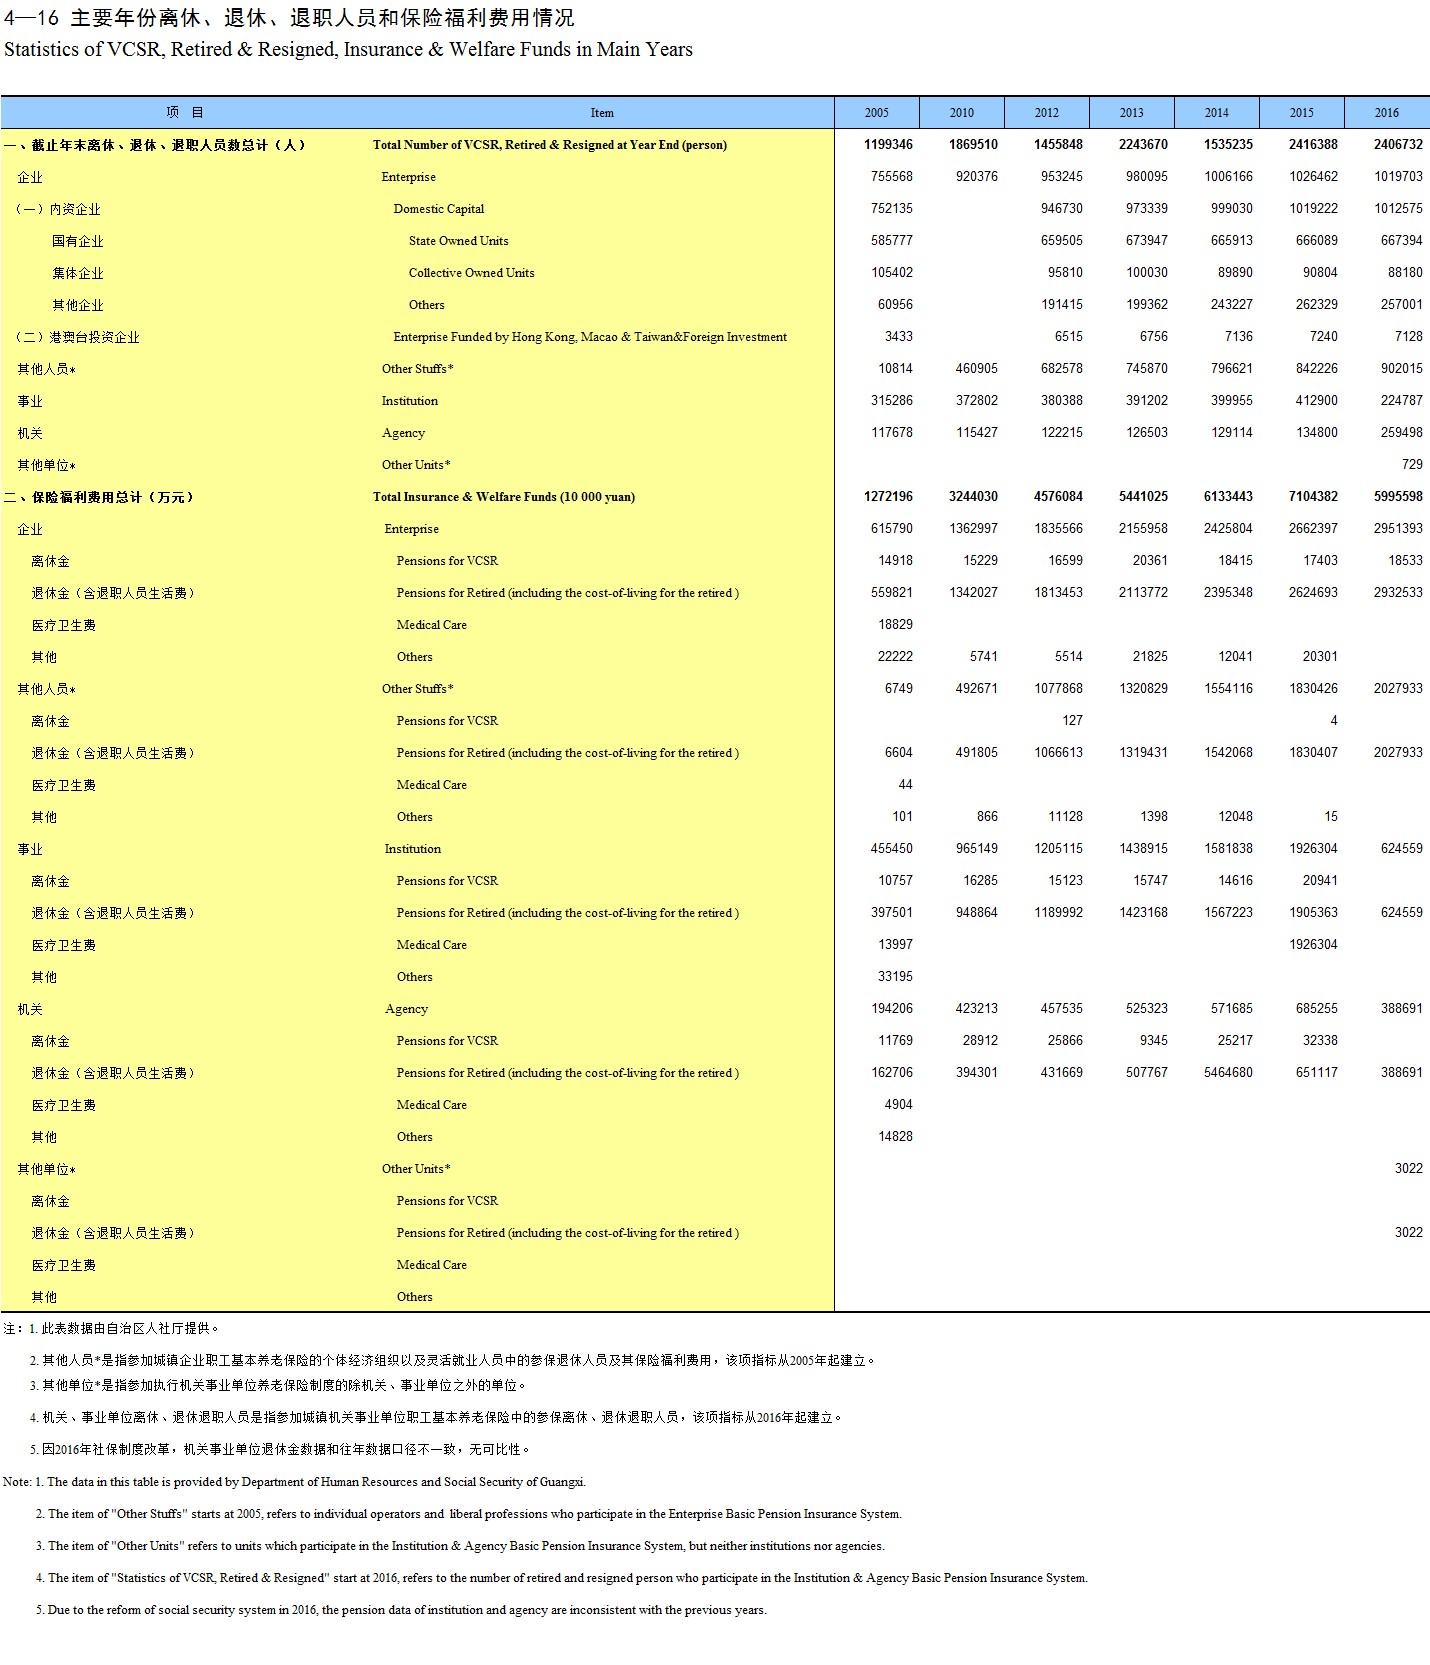 4—16 主要年份离休、退休、退职人员和保险福利费用情况
Statistics of VCSR, Retired & Resigned, Insurance & Welfare Funds in Main Years
项 目 Item 2005 2010 2012 2013 2014 2015 2016
一、截止年末离休、退休、退职人员数总计（人） Total Number of VCSR, Retired & Resigned at Year End (person) 1199346 1869510 1455848 2243670 1535235 2416388 2406732
企业 Enterprise 755568 920376 953245 980095 1006166 1026462 1019703
（一）内资企业 Domestic Capital 752135 946730 973339 999030 1019222 1012575
国有企业 State Owned Units 585777 659505 673947 665913 666089 667394
集体企业 Collective Owned Units 105402 95810 100030 89890 90804 88180
其他企业 Others 60956 191415 199362 243227 262329 257001
（二）港澳台投资企业 Enterprise Funded by Hong Kong, Macao & Taiwan&Foreign Investment 3433 6515 6756 7136 7240 7128
其他人员* Other Stuffs* 10814 460905 682578 745870 796621 842226 902015
事业 Institution 315286 372802 380388 391202 399955 412900 224787
机关 Agency 117678 115427 122215 126503 129114 134800 259498
其他单位* Other Units* 729
二、保险福利费用总计（万元） Total Insurance & Welfare Funds (10 000 yuan) 1272196 3244030 4576084 5441025 6133443 7104382 5995598
企业 Enterprise 615790 1362997 1835566 2155958 2425804 2662397 2951393
离休金 Pensions for VCSR 14918 15229 16599 20361 18415 17403 18533
退休金（含退职人员生活费） Pensions for Retired (including the cost-of-living for the retired ) 559821 1342027 1813453 2113772 2395348 2624693 2932533
医疗卫生费 Medical Care 18829
其他 Others 22222 5741 5514 21825 12041 20301
其他人员* Other Stuffs* 6749 492671 1077868 1320829 1554116 1830426 2027933
离休金 Pensions for VCSR 127 4
退休金（含退职人员生活费） Pensions for Retired (including the cost-of-living for the retired ) 6604 491805 1066613 1319431 1542068 1830407 2027933
医疗卫生费 Medical Care 44
其他 Others 101 866 11128 1398 12048 15
事业 Institution 455450 965149 1205115 1438915 1581838 1926304 624559
离休金 Pensions for VCSR 10757 16285 15123 15747 14616 20941
退休金（含退职人员生活费） Pensions for Retired (including the cost-of-living for the retired ) 397501 948864 1189992 1423168 1567223 1905363 624559
医疗卫生费 Medical Care 13997 1926304
其他 Others 33195
机关 Agency 194206 423213 457535 525323 571685 685255 388691
离休金 Pensions for VCSR 11769 28912 25866 9345 25217 32338
退休金（含退职人员生活费） Pensions for Retired (including the cost-of-living for the retired ) 162706 394301 431669 507767 5464680 651117 388691
医疗卫生费 Medical Care 4904
其他 Others 14828
其他单位* Other Units* 3022
离休金 Pensions for VCSR
退休金（含退职人员生活费） Pensions for Retired (including the cost-of-living for the retired ) 3022
医疗卫生费 Medical Care
其他 Others
注：1. 此表数据由自治区人社厅提供。
2. 其他人员*是指参加城镇企业职工基本养老保险的个体经济组织以及灵活就业人员中的参保退休人员及其保险福利费用，该项指标从2005年起建立。
3. 其他单位*是指参加执行机关事业单位养老保险制度的除机关、事业单位之外的单位。
4. 机关、事业单位离休、退休退职人员是指参加城镇机关事业单位职工基本养老保险中的参保离休、退休退职人员，该项指标从2016年起建立。
5. 因2016年社保制度改革，机关事业单位退休金数据和往年数据口径不一致，无可比性。
Note: 1. The data in this table is provided by Department of Human Resources and Social Security of Guangxi.
2. The item of "Other Stuffs" starts at 2005, refers to individual operators and liberal professions who participate in the Enterprise Basic Pension Insurance System.
3. The item of "Other Units" refers to units which participate in the Institution & Agency Basic Pension Insurance System, but neither institutions nor agencies.
4. The item of "Statistics of VCSR, Retired & Resigned" start at 2016, refers to the number of retired and resigned person who participate in the Institution & Agency Basic Pension Insurance System.
5. Due to the reform of social security system in 2016, the pension data of institution and agency are inconsistent with the previous years.